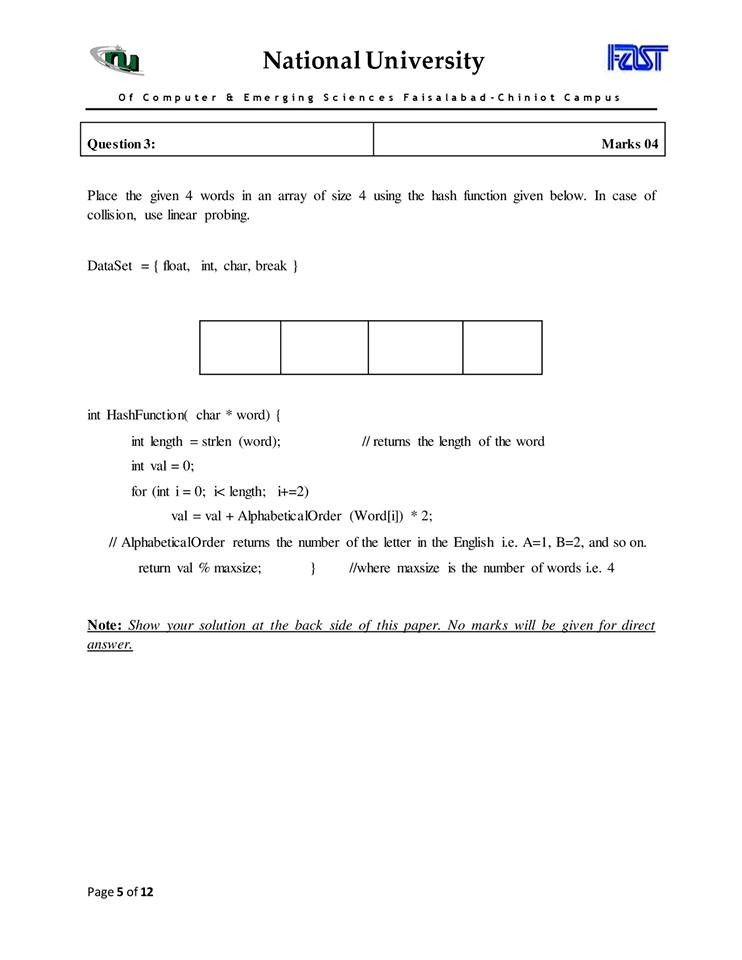 nu
National University
FAST
Of Computer & Emerging Sciences Faisalabad-Chiniot Campus
Question 3:
Marks 04
Place the given 4 words in an array of size 4 using the hash function given below. In case of
collision, use linear probing.
DataSet = { float, int, char, break }
int HashFunction( char * word) {
int length = strlen (word); // returns the length of the word
int val = 0;
for (int i = 0; i< length; i+=2)
val = val + AlphabeticalOrder (Word[i]) * 2;
// AlphabeticalOrder returns the number of the letter in the English i.e. A=1, B=2, and so on.
return val % maxsize; } //where maxsize is the number of words i.e. 4
Note: Show your solution at the back side of this paper. No marks will be given for direct
answer.
Page 5 of 12